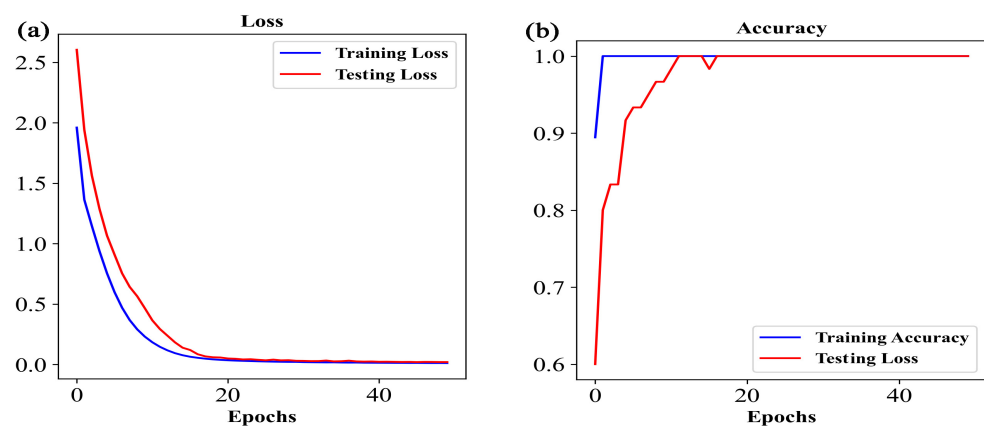 (a)
Loss
Training Loss
Testing Loss
2.5
2.0
1.5
1.0
0.5
0.0
0
20
40
Epochs
(b)
Accuracy
1.0
0.9
0.8
0.7
0.6
Training Accuracy
Testing Loss
0
20
40
Epochs